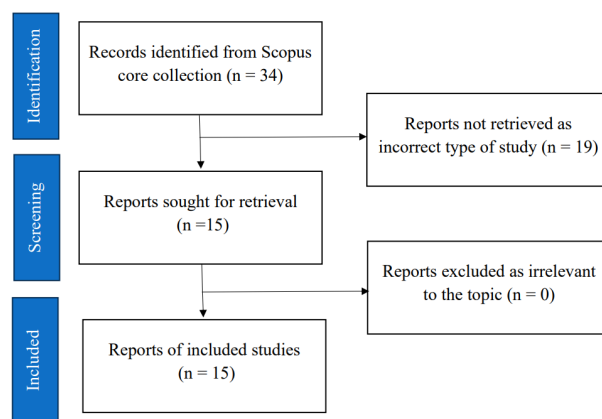 Identification
Records identified from Scopus
core collection (n = 34)
Reports not retrieved as
incorrect type of study (n = 19)
Screening
Reports sought for retrieval
(n =15)
Reports excluded as irrelevant
to the topic (n = 0)
Included
Reports of included studies
n = 15)